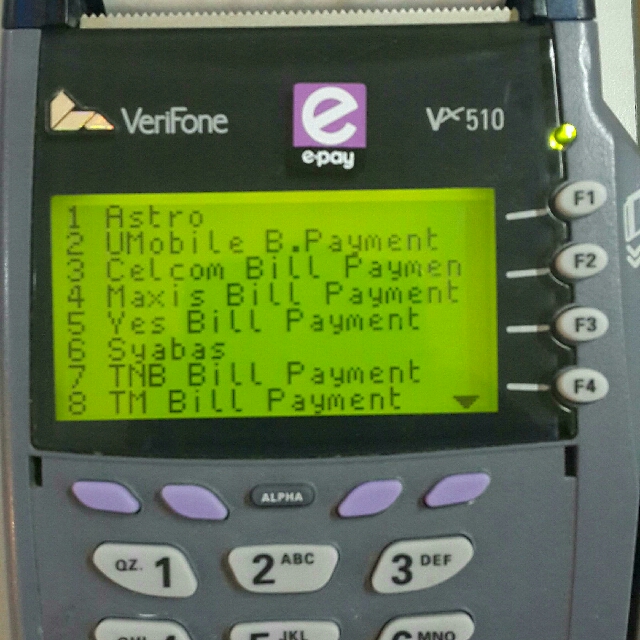 VeriFone
e
e-pay
Vx510
1 Astro
2 UMobile B.Payment
3 Celcom Bill Paymen
4 Maxis Bill Payment
5 Yes Bill Payment
6 Syabas
7 TNB Bill Payment
8 TM Bill Payment
F1
F2
F3
F4
ALPHA
QZ. 1
2 ABC
3 DEF
JKL
MNO